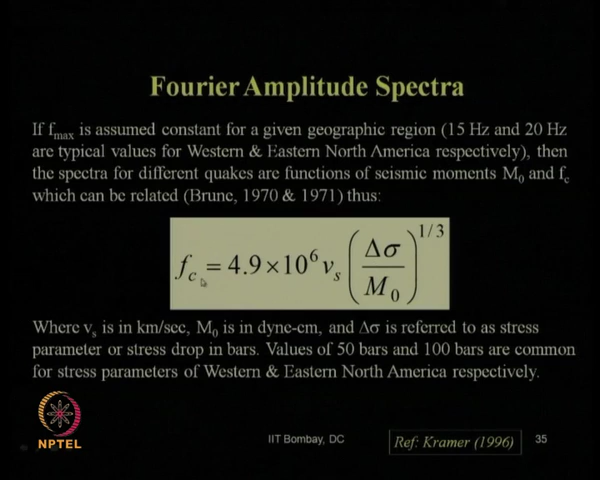 Fourier Amplitude Spectra
If fmax is assumed constant for a given geographic region (15 Hz and 20 Hz
are typical values for Western & Eastern North America respectively), then
the spectra for different quakes are functions of seismic moments M0 and fc
which can be related (Brune, 1970 & 1971) thus:
fc = 4.9×10⁶ vs (Δσ / M0)^1/3
Where vs is in km/sec, M0 is in dyne-cm, and Δσ is referred to as stress
parameter or stress drop in bars. Values of 50 bars and 100 bars are common
for stress parameters of Western & Eastern North America respectively.
NPTEL
IIT Bombay, DC
Ref: Kramer (1996)
35